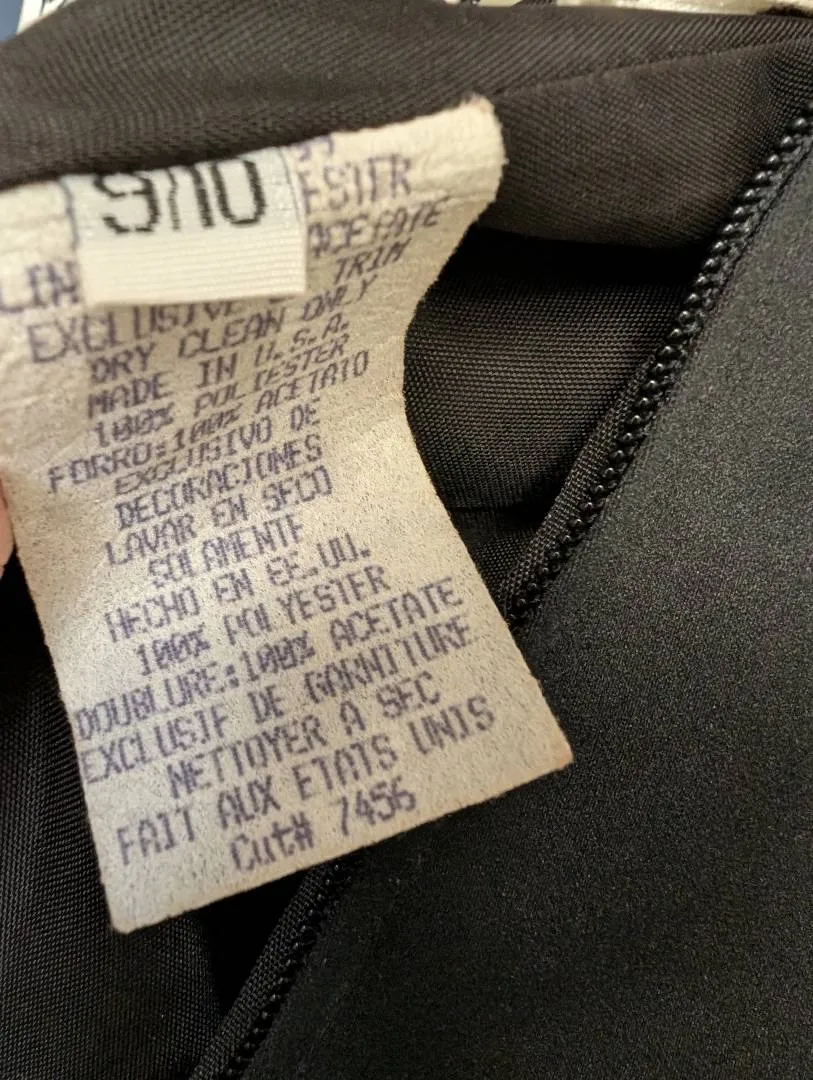 9/10
ACETATE
TRIM
DRY CLEAN ONLY
MADE IN U.S.A.
100% POLIESTER
FORRO:100% ACETATO
EXCLUSIVO DE
DECORACIONES
LAVAR EN SECO
SOLAMENTE
HECHO EN EE.UU.
100% POLYESTER
DOUBLURE:100% ACETATE
EXCLUSIF DE GARNITURE
NETTOYER A SEC
FAIT AUX ETATS UNIS
Cut# 7456